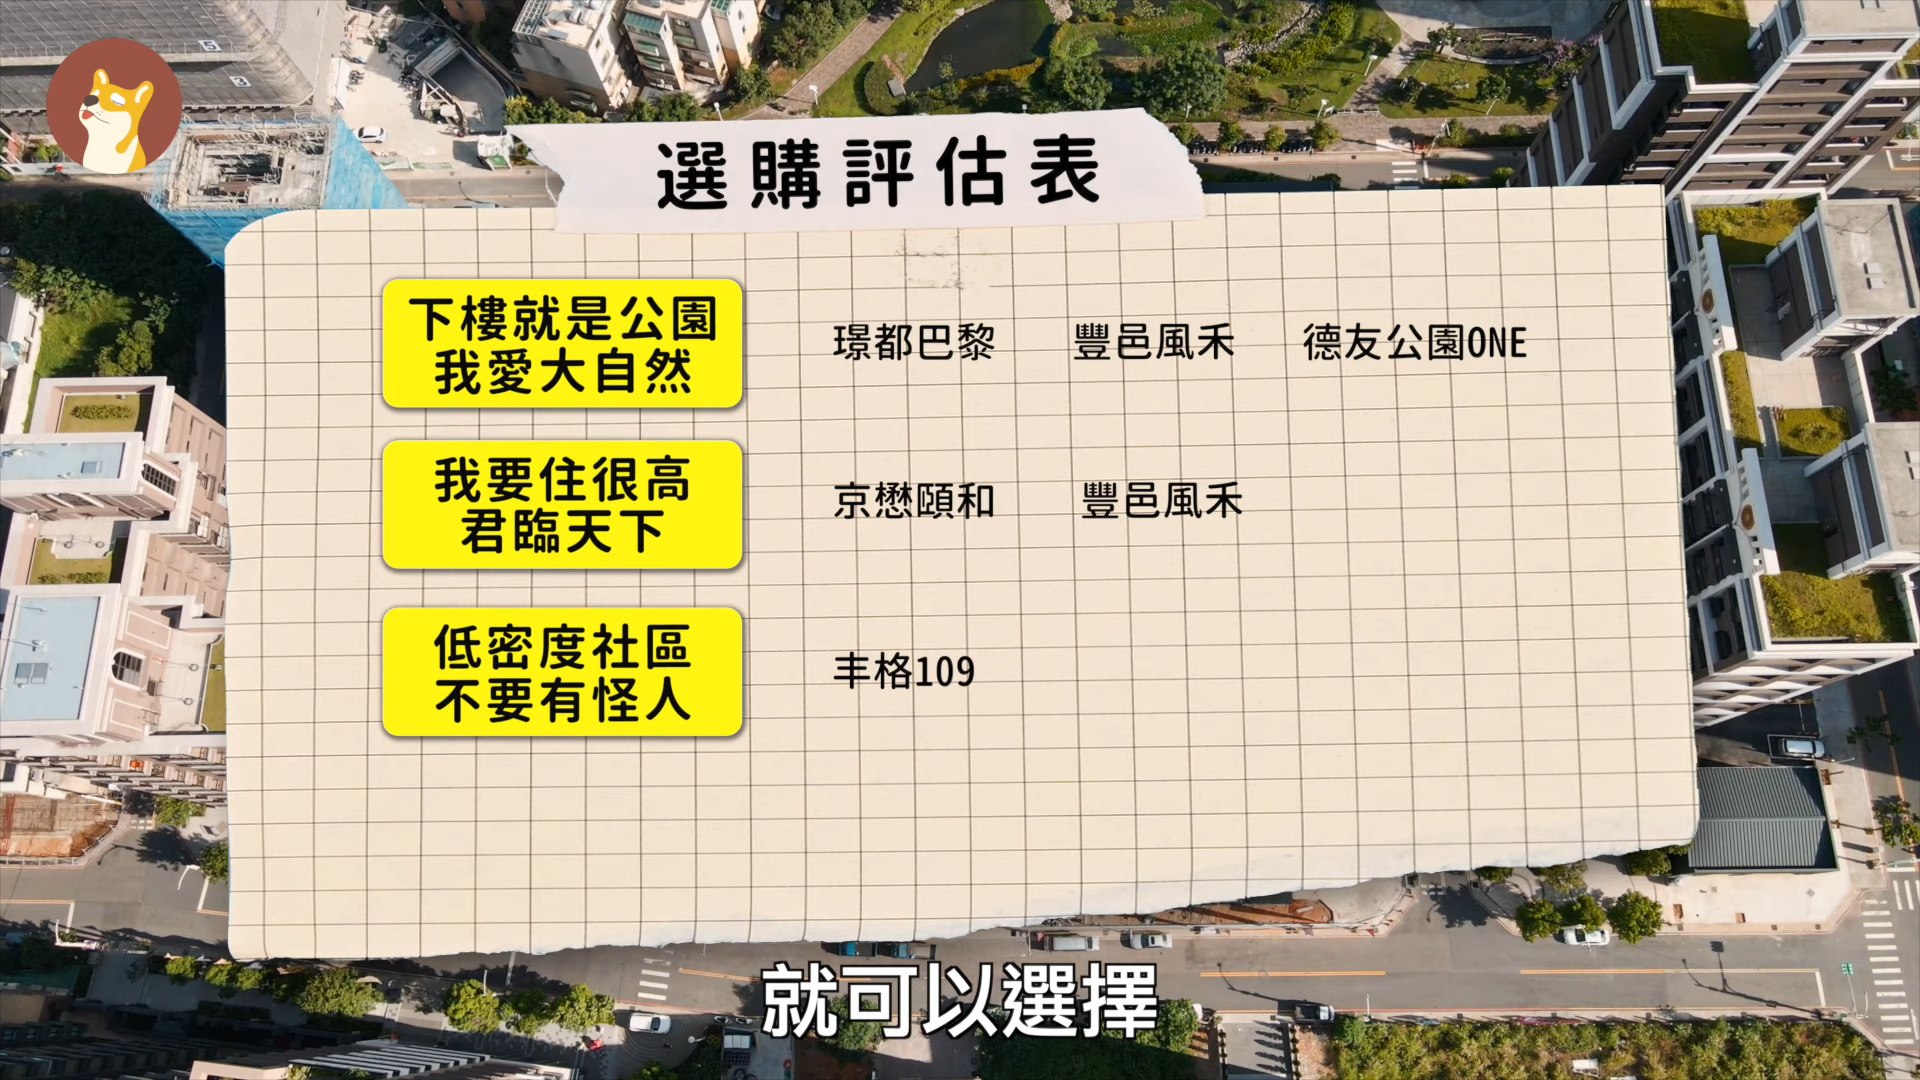 選購評估表
下樓就是公園
我愛大自然
璟都巴黎 豐邑風禾 德友公園ONE
我要住很高
君臨天下
京懋頤和 豐邑風禾
低密度社區
不要有怪人
丰格109
就可以選擇